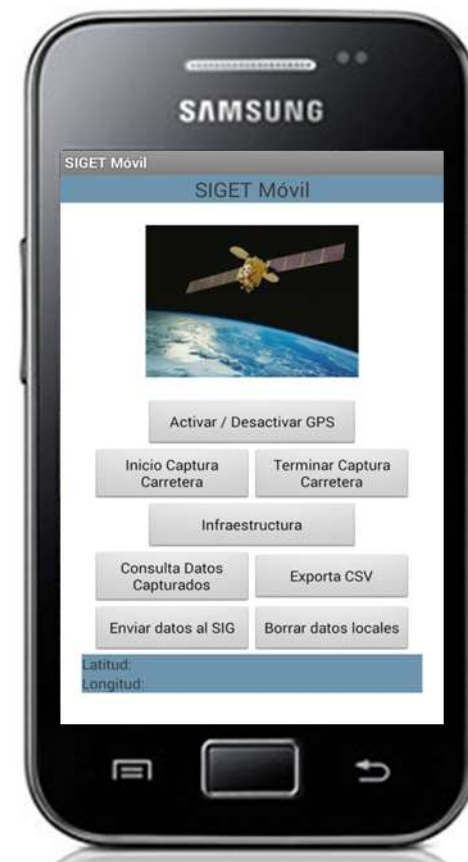 SAMSUNG
SIGET Móvil
SIGET Móvil
Activar / Desactivar GPS
Inicio Captura
Carretera
Terminar Captura
Carretera
Infraestructura
Consulta Datos
Capturados
Exporta CSV
Enviar datos al SIG
Borrar datos locales
Latitud:
Longitud: